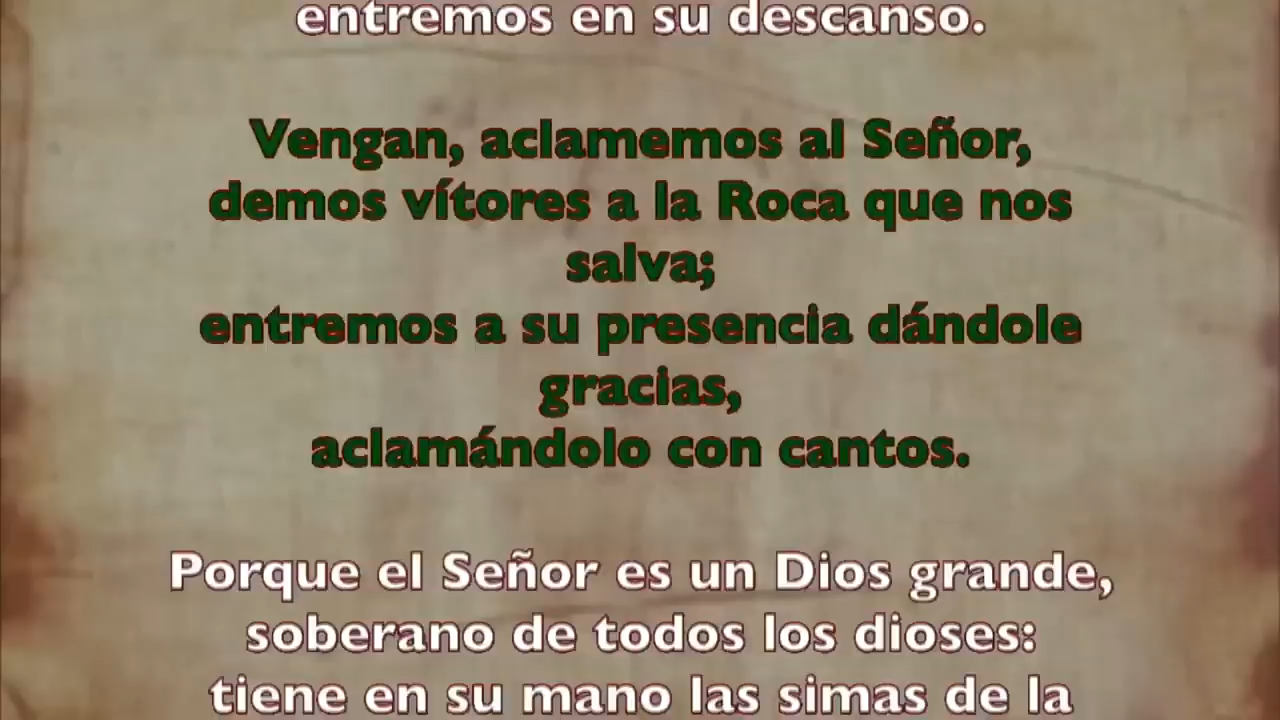 entremos en su descanso.
Vengan, aclamemos al Señor,
demos vítores a la Roca que nos
salva;
entremos a su presencia dándole
gracias,
aclamándolo con cantos.
Porque el Señor es un Dios grande,
soberano de todos los dioses:
tiene en su mano las simas de la